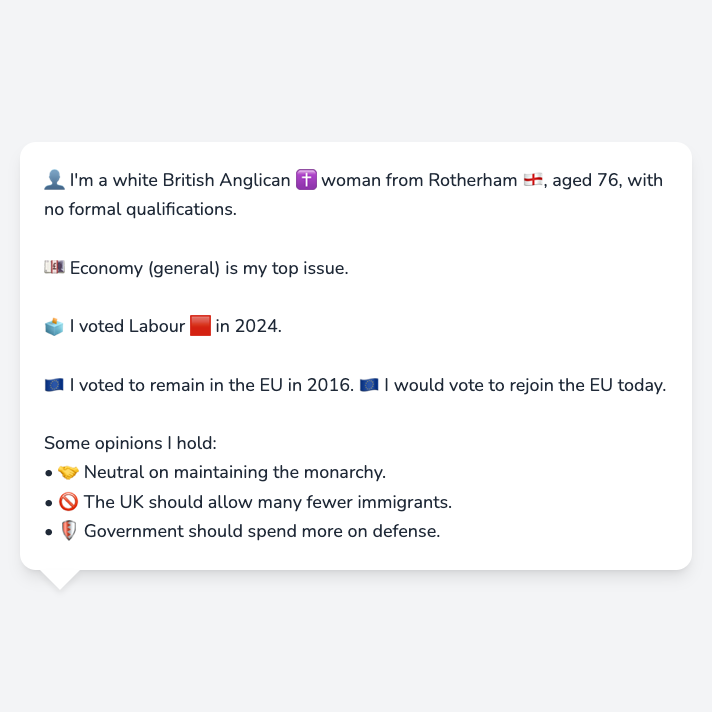 👤 I'm a white British Anglican ✝️ woman from Rotherham 🏴󠁧󠁢󠁥󠁮󠁧󠁿, aged 76, with
no formal qualifications.
💷 Economy (general) is my top issue.
🗳️ I voted Labour 🟥 in 2024.
🇪🇺 I voted to remain in the EU in 2016. 🇪🇺 I would vote to rejoin the EU today.
Some opinions I hold:
• 🤝 Neutral on maintaining the monarchy.
• 🚫 The UK should allow many fewer immigrants.
• 🛡️ Government should spend more on defense.